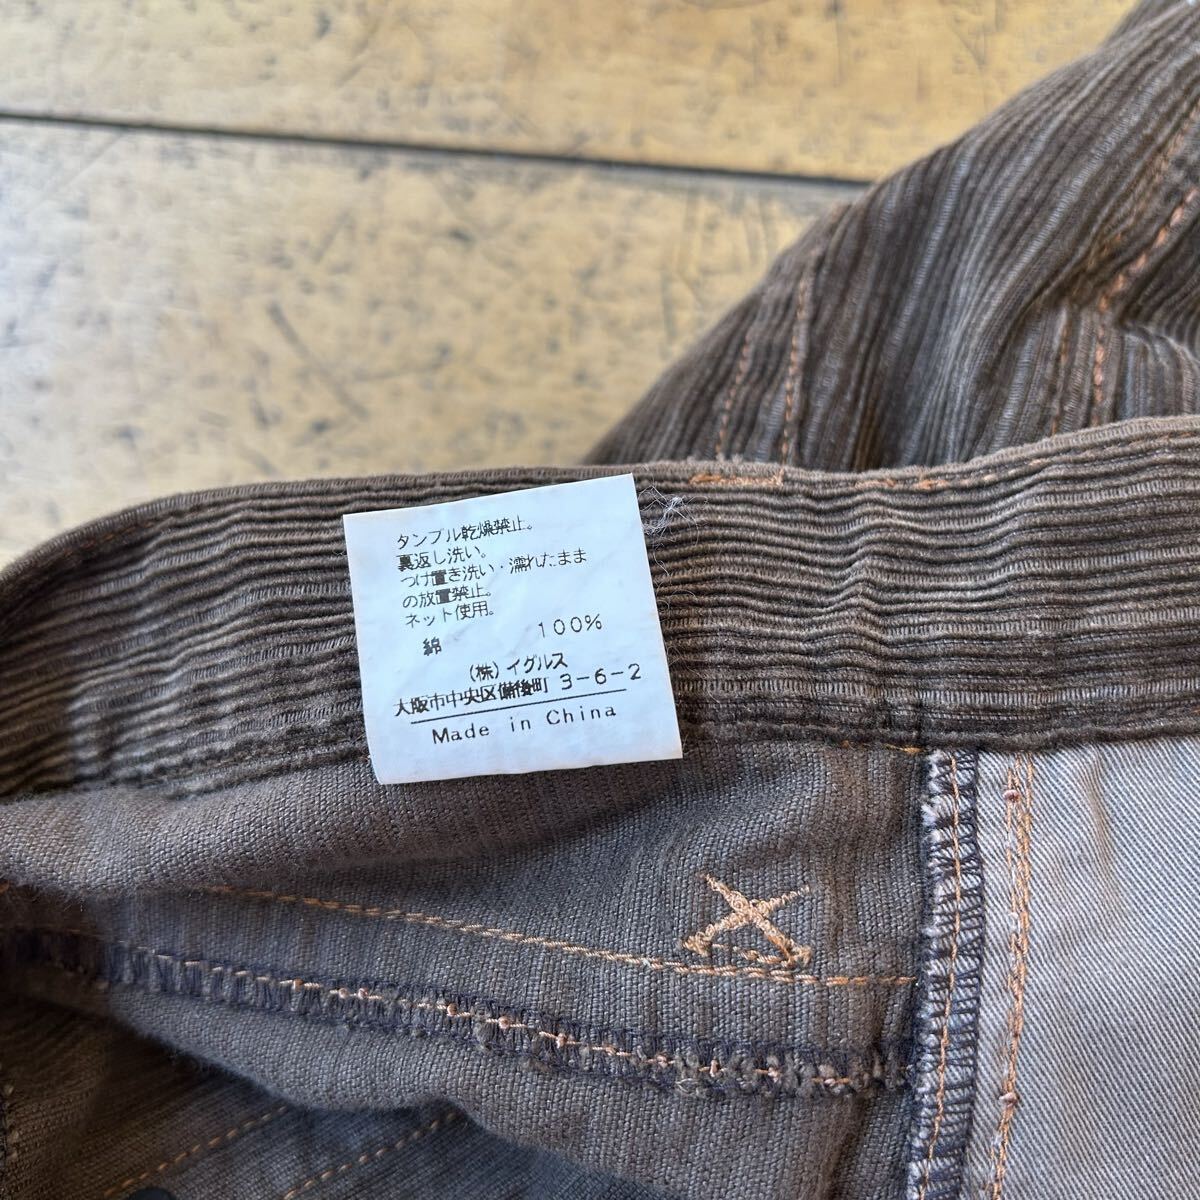 タンブル乾燥禁止。
裏返し洗い。
つけ置き洗い・濡れたまま
の放置禁止。
ネット使用。
綿 100%
(株)イグルス
大阪市中央区備後町 3-6-2
Made in China